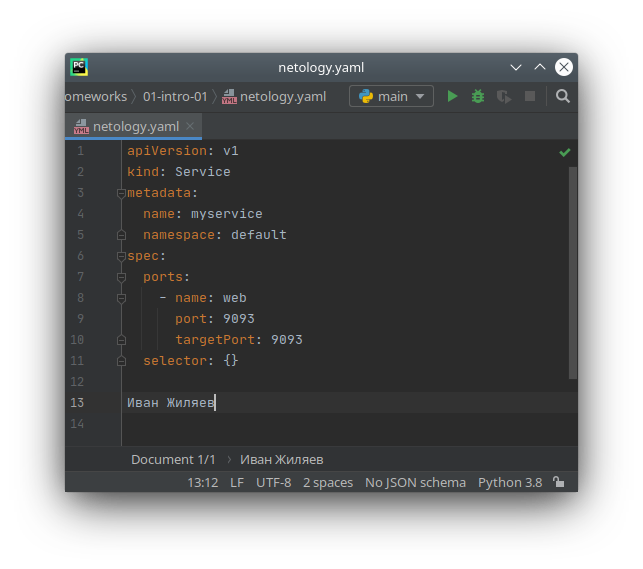 netology.yaml
omeworks 〉 01-intro-01 〉 netology.yaml main
netology.yaml
1 apiVersion: v1
2 kind: Service
3 metadata:
4   name: myservice
5   namespace: default
6 spec:
7   ports:
8     - name: web
9       port: 9093
10       targetPort: 9093
11   selector: {}
12
13 Иван Жиляев
14
Document 1/1 › Иван Жиляев
13:12 LF UTF-8 2 spaces No JSON schema Python 3.8